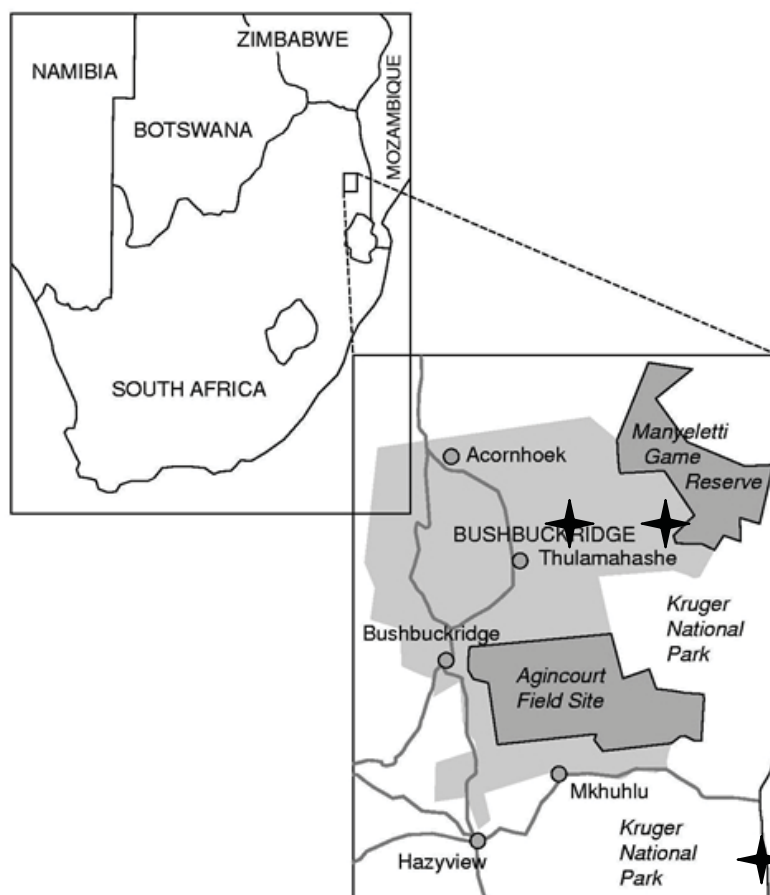 ZIMBABWE
NAMIBIA
BOTSWANA
MOZAMBIQUE
SOUTH AFRICA
Manyeletti
Game
Reserve
Acornhoek
BUSHBUCKRIDGE
Thulamahashe
Kruger
National
Park
Bushbuckridge
Agincourt
Field Site
Mkhuhlu
Kruger
National
Park
Hazyview